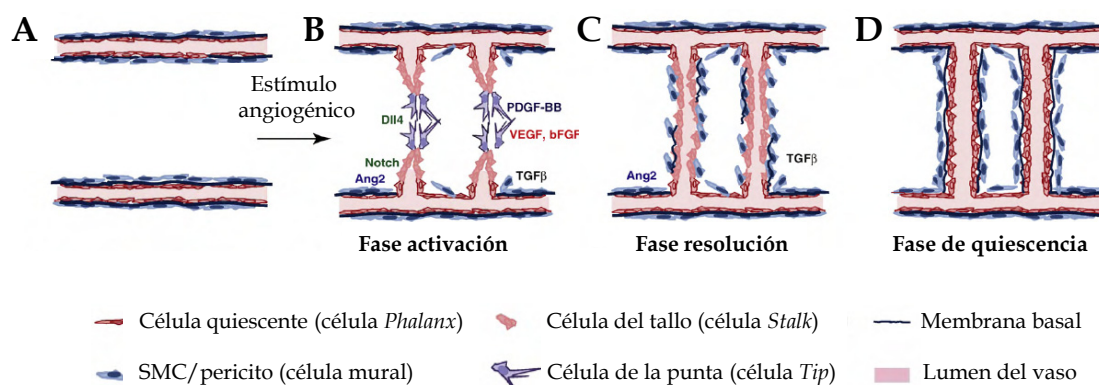 A
B
C
D
Estímulo
angiogénico
Dll4
PDGF-BB
VEGF, bFGF
Notch
Ang2
TGFβ
Ang2
TGFβ
Fase activación
Fase resolución
Fase de quiescencia
Célula quiescente (célula Phalanx)
Célula del tallo (célula Stalk)
Membrana basal
SMC/pericito (célula mural)
Célula de la punta (célula Tip)
Lumen del vaso